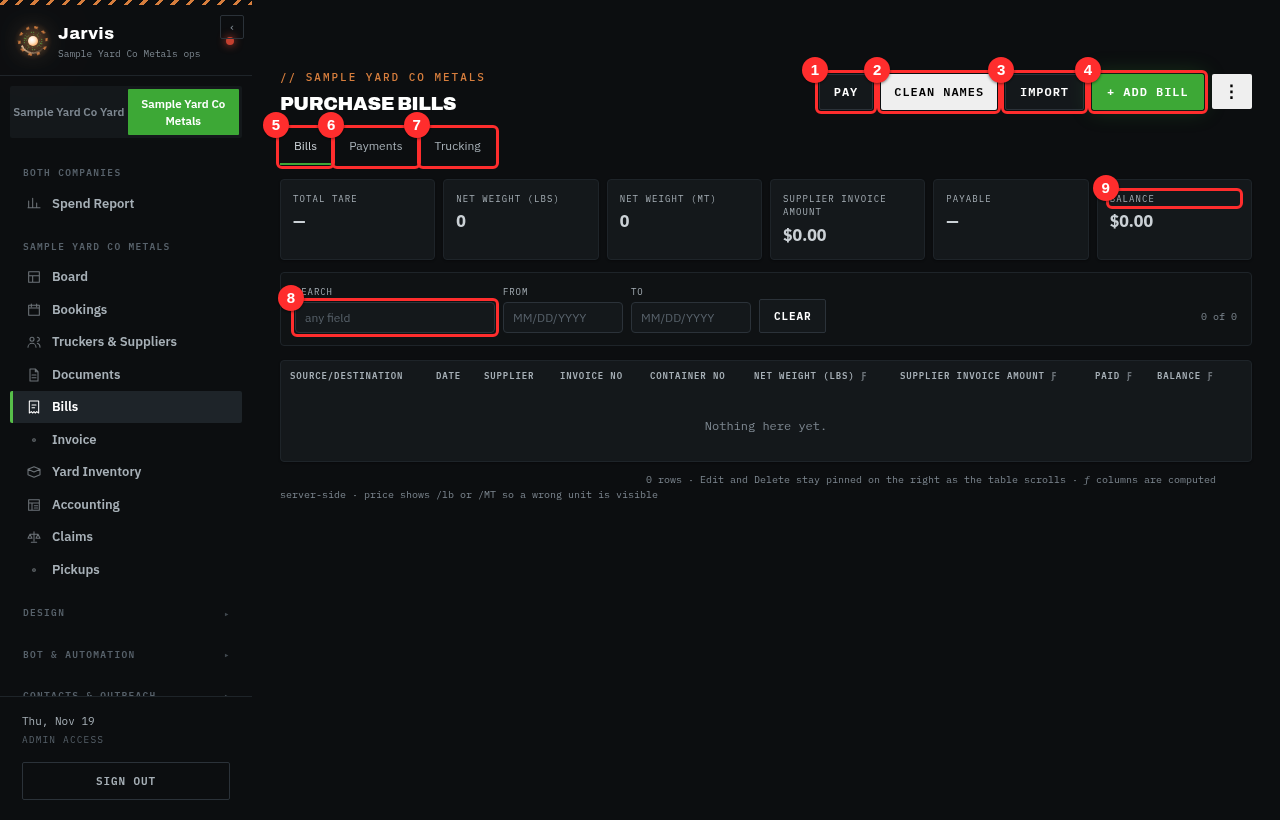 Jarvis
Sample Yard Co Metals ops
‹
Sample Yard Co Yard
Sample Yard Co
Metals
BOTH COMPANIES
Spend Report
SAMPLE YARD CO METALS
Board
Bookings
Truckers & Suppliers
Documents
Bills
Invoice
Yard Inventory
Accounting
Claims
Pickups
DESIGN
BOT & AUTOMATION
CONTACTS & OUTREACH
Thu, Nov 19
ADMIN ACCESS
SIGN OUT
// SAMPLE YARD CO METALS
PURCHASE BILLS
1 PAY
2 CLEAN NAMES
3 IMPORT
4 + ADD BILL
⋮
5 Bills
6 Payments
7 Trucking
TOTAL TARE
—
NET WEIGHT (LBS)
0
NET WEIGHT (MT)
0
SUPPLIER INVOICE
AMOUNT
$0.00
PAYABLE
—
9 BALANCE
$0.00
8 SEARCH
any field
FROM
MM/DD/YYYY
TO
MM/DD/YYYY
CLEAR
0 of 0
SOURCE/DESTINATION DATE SUPPLIER INVOICE NO CONTAINER NO NET WEIGHT (LBS) ƒ SUPPLIER INVOICE AMOUNT ƒ PAID ƒ BALANCE ƒ
Nothing here yet.
0 rows · Edit and Delete stay pinned on the right as the table scrolls · ƒ columns are computed
server-side · price shows /lb or /MT so a wrong unit is visible